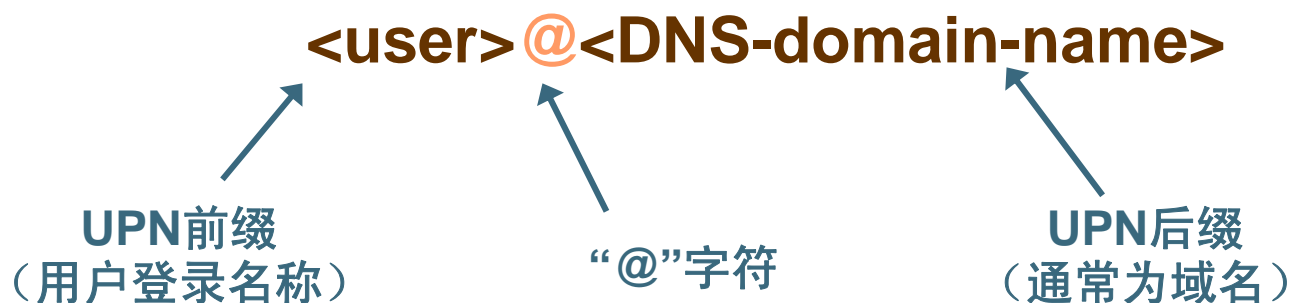 <user>@<DNS-domain-name>
UPN前缀
（用户登录名称）
“@”字符
UPN后缀
（通常为域名）